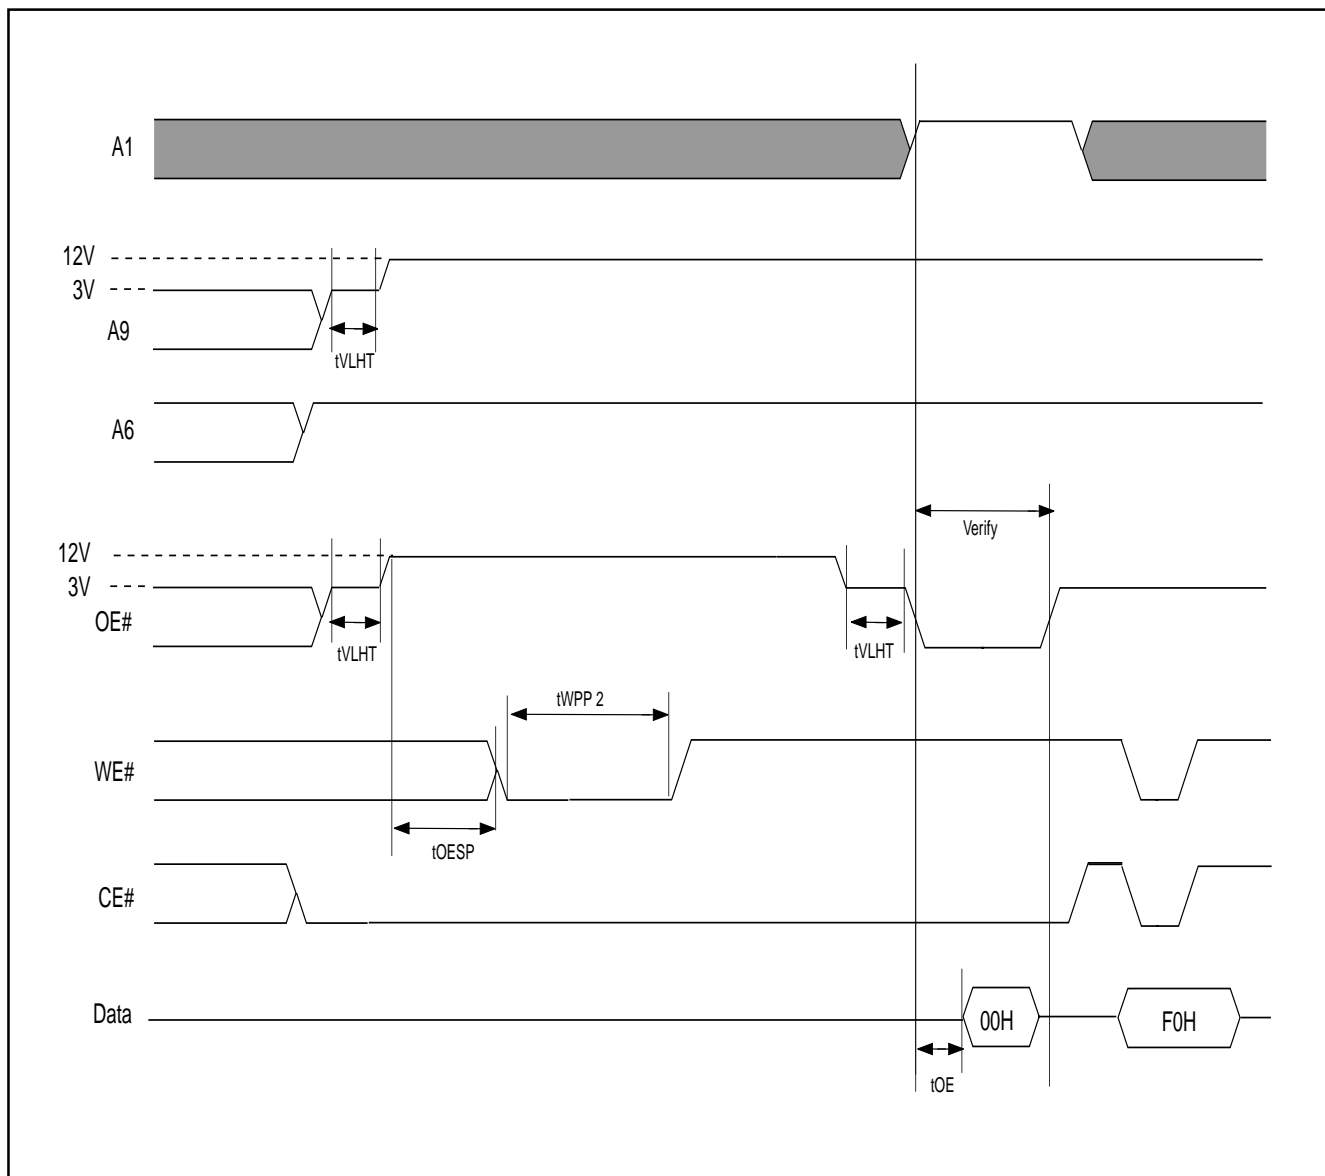 A1
12V
3V
A9
tVLHT
A6
Verify
12V
3V
OE#
tVLHT
tVLHT
tWPP 2
WE#
tOESP
CE#
Data
00H
F0H
tOE